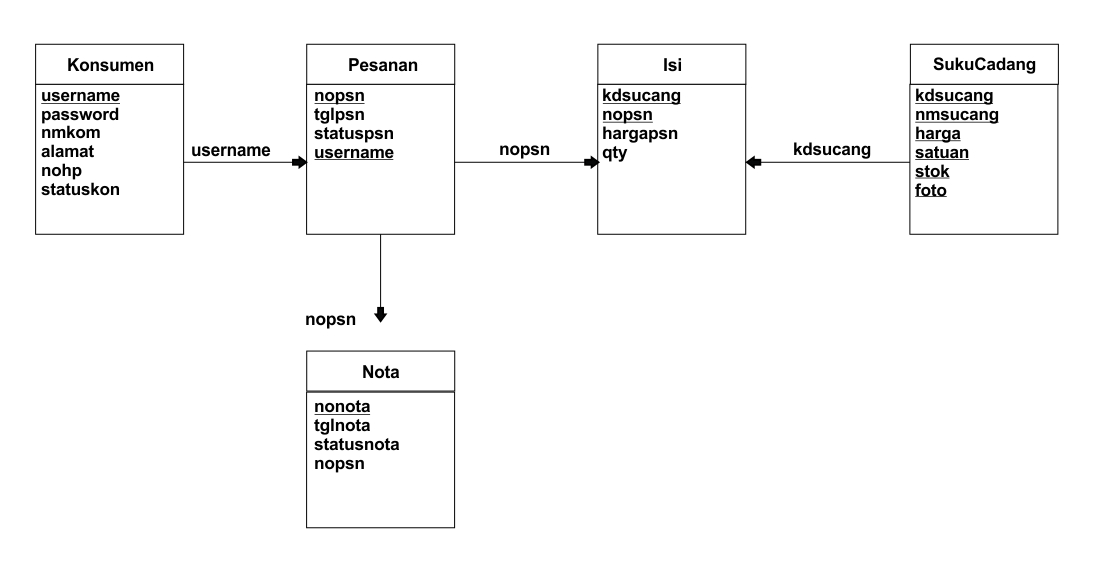 Konsumen
username
password
nmkom
alamat
nohp
statuskon
username
Pesanan
nopsn
tglpsn
statuspsn
username
nopsn
Isi
kdsucang
nopsn
hargapsn
qty
kdsucang
SukuCadang
kdsucang
nmsucang
harga
satuan
stok
foto
nopsn
Nota
nonota
tglnota
statusnota
nopsn